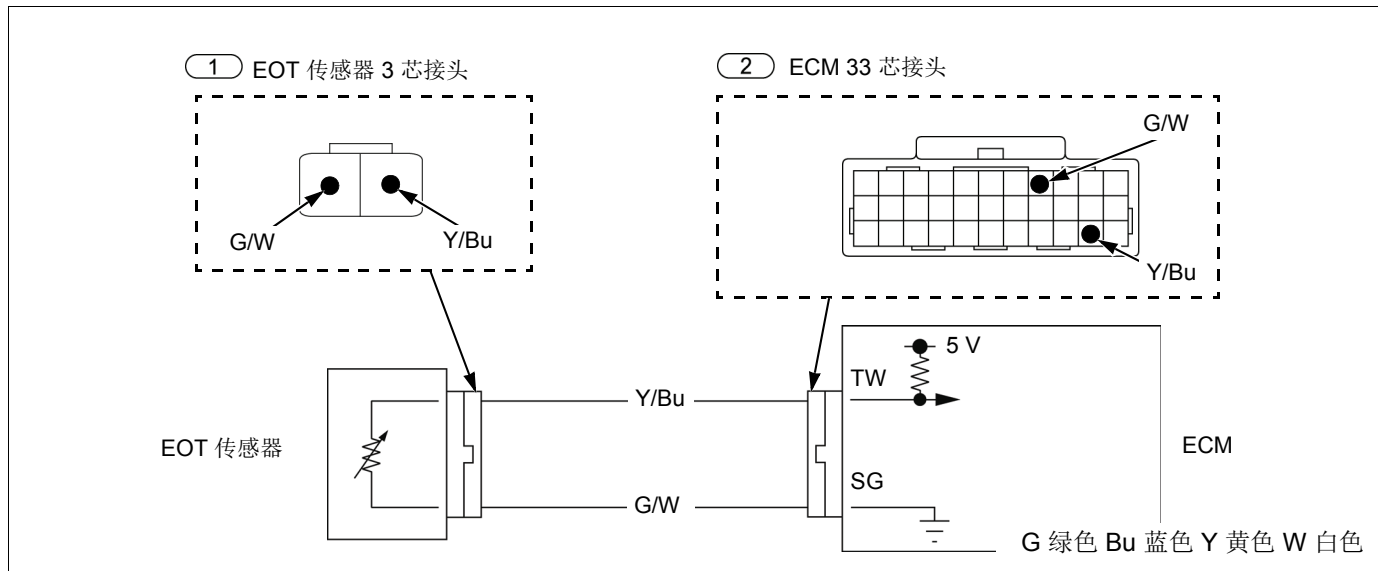 1 EOT 传感器 3 芯接头
2 ECM 33 芯接头
G/W
G/W
Y/Bu
Y/Bu
5 V
TW
Y/Bu
EOT 传感器
ECM
SG
G/W
G 绿色 Bu 蓝色 Y 黄色 W 白色